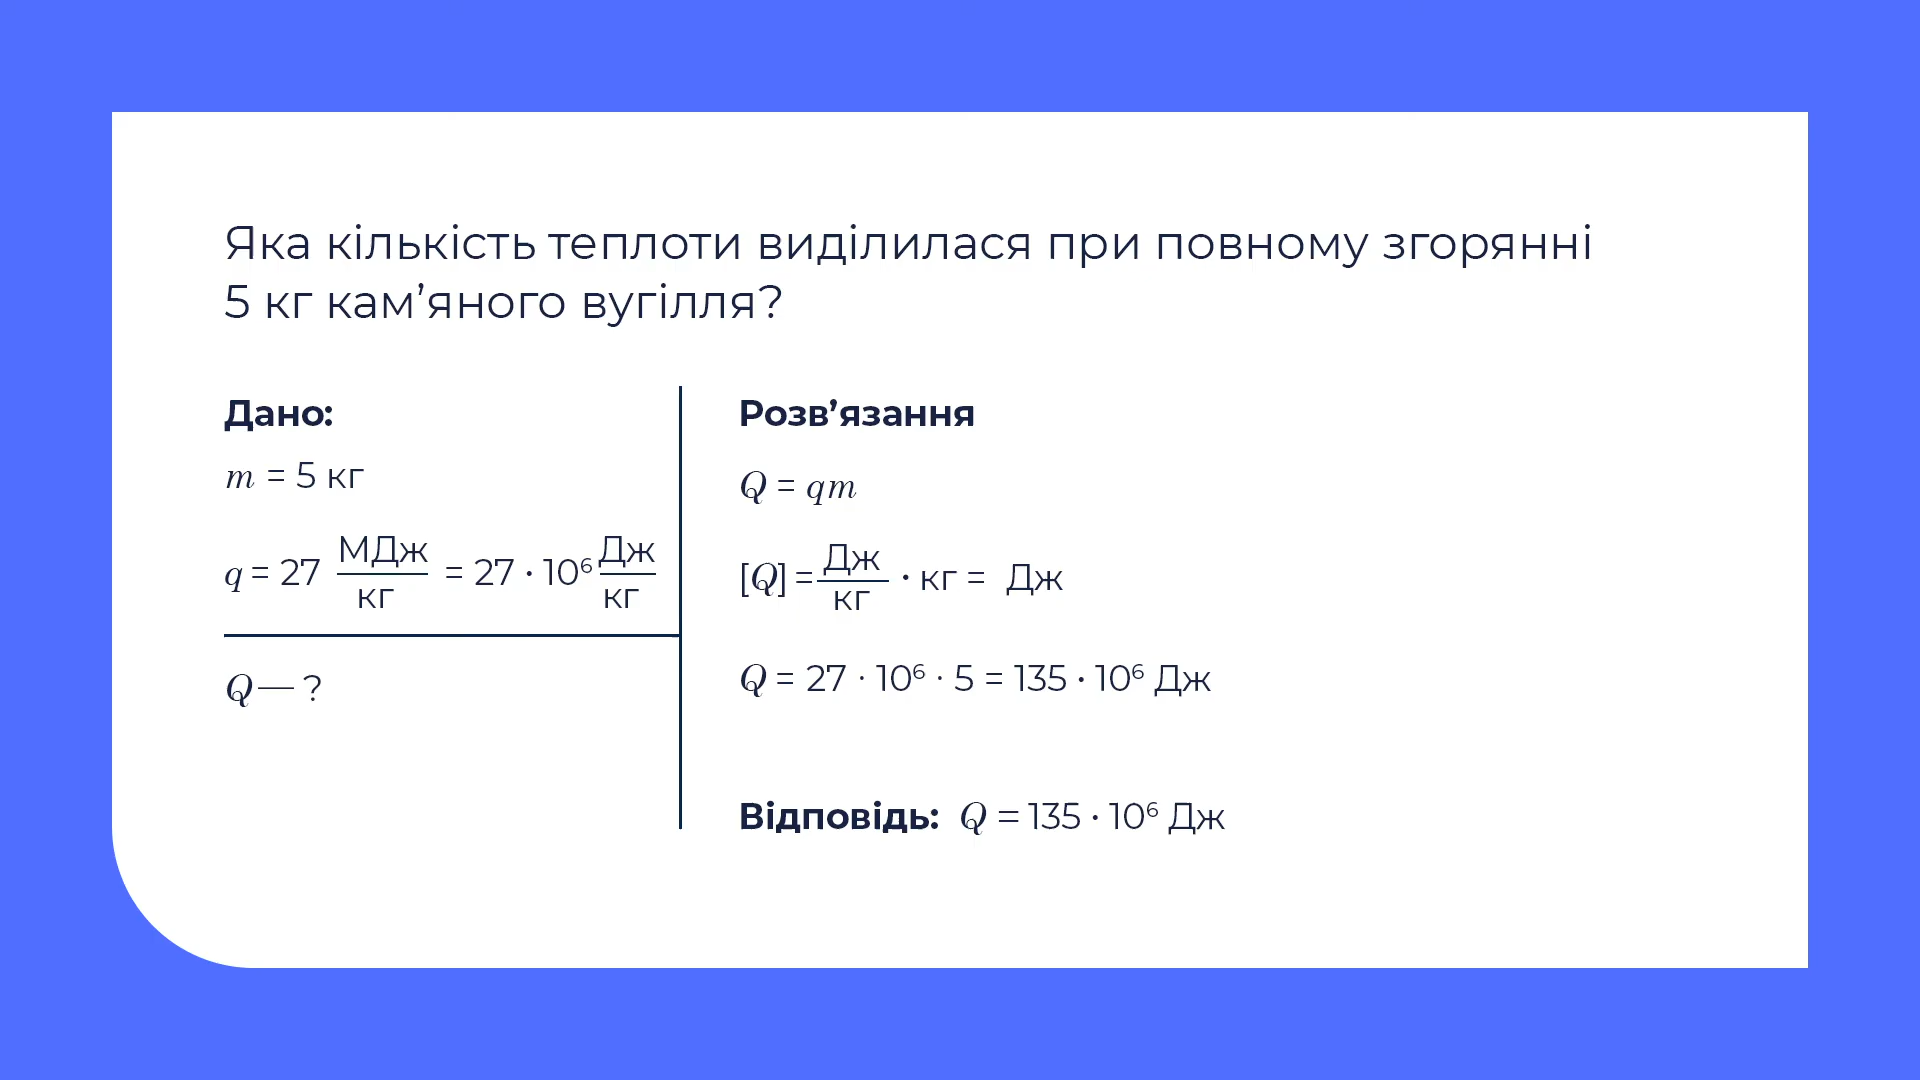 Яка кількість теплоти виділилася при повному згорянні
5 кг кам’яного вугілля?
Дано:
m = 5 кг
q = 27 МДж/кг = 27 · 10⁶ Дж/кг
Q — ?
Розв’язання
Q = qm
[Q] = Дж/кг · кг = Дж
Q = 27 · 10⁶ · 5 = 135 · 10⁶ Дж
Відповідь: Q = 135 · 10⁶ Дж